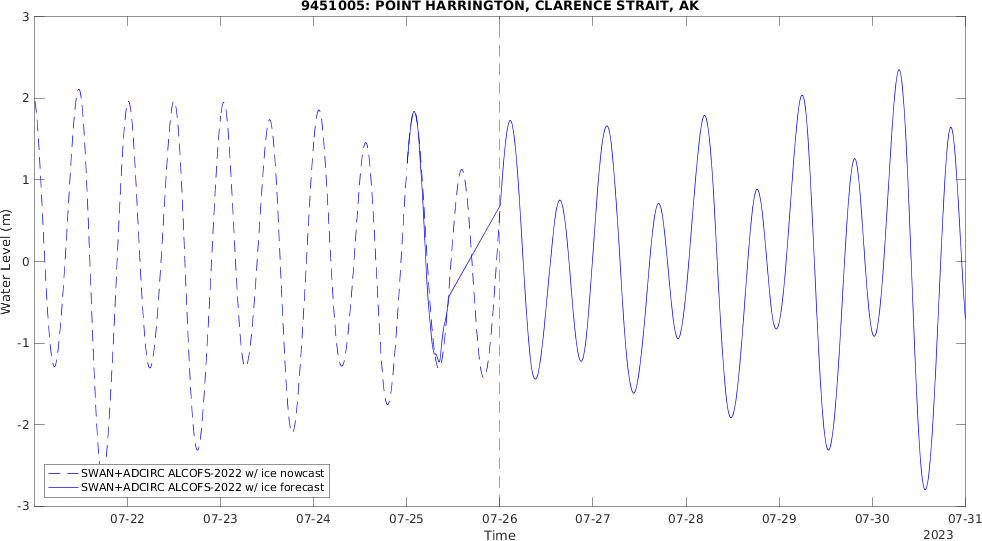 9451005: POINT HARRINGTON, CLARENCE STRAIT, AK
3
2
1
0
-1
-2
-3
Water Level (m)
SWAN+ADCIRC ALCOFS-2022 w/ ice nowcast
SWAN+ADCIRC ALCOFS-2022 w/ ice forecast
07-22 07-23 07-24 07-25 07-26 07-27 07-28 07-29 07-30 07-31
Time
2023